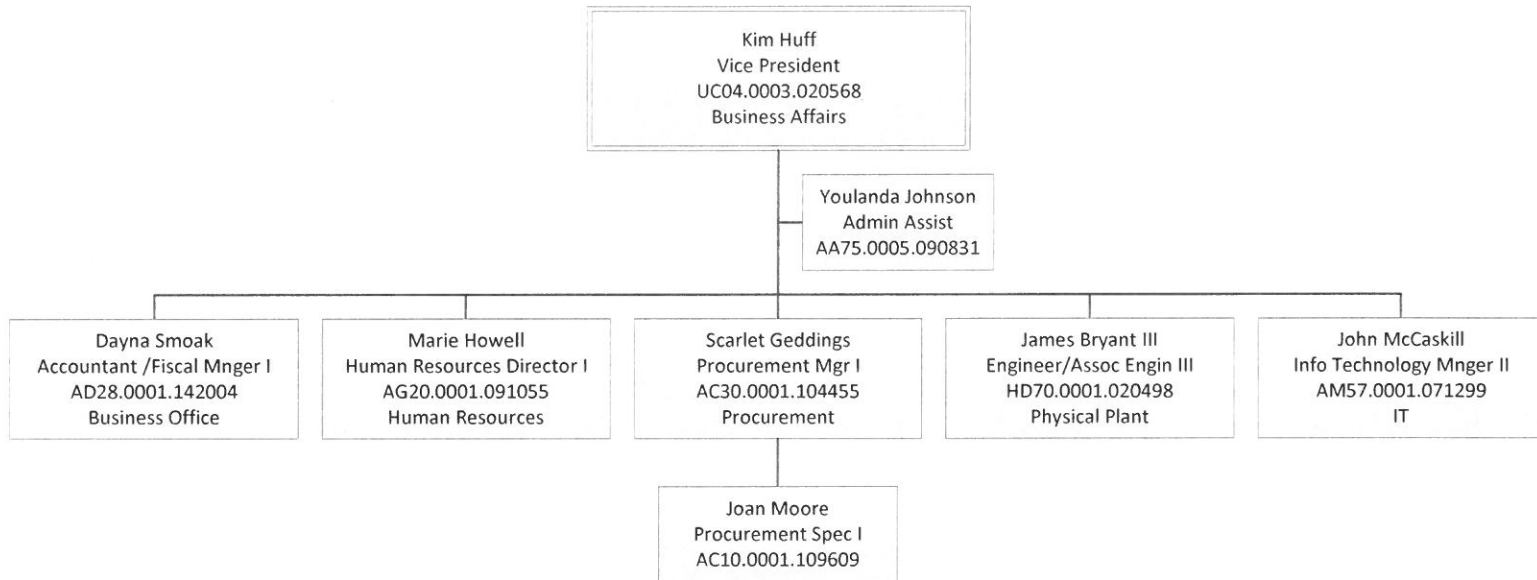 Kim Huff
Vice President
UC04.0003.020568
Business Affairs
Youlanda Johnson
Admin Assist
AA75.0005.090831
Dayna Smoak
Accountant /Fiscal Mnger I
AD28.0001.142004
Business Office
Marie Howell
Human Resources Director I
AG20.0001.091055
Human Resources
Scarlet Geddings
Procurement Mgr I
AC30.0001.104455
Procurement
James Bryant III
Engineer/Assoc Engin III
HD70.0001.020498
Physical Plant
John McCaskill
Info Technology Mnger II
AM57.0001.071299
IT
Joan Moore
Procurement Spec I
AC10.0001.109609